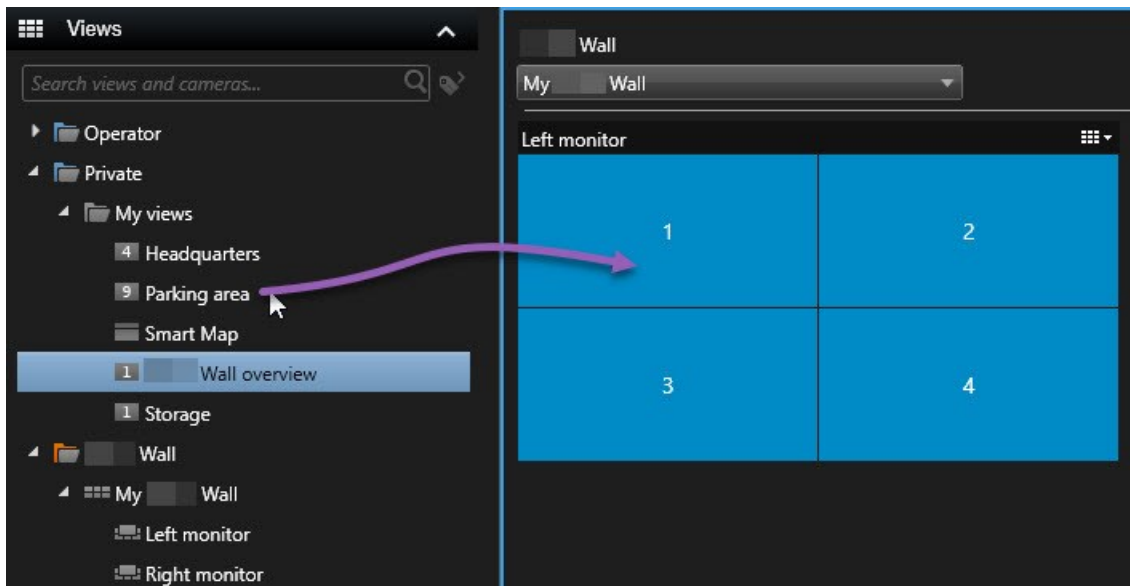 Views
Search views and cameras...
Operator
Private
My views
4 Headquarters
9 Parking area
Smart Map
1 Wall overview
1 Storage
Wall
My Wall
Left monitor
Right monitor
Wall
My Wall
Left monitor
1 2
3 4